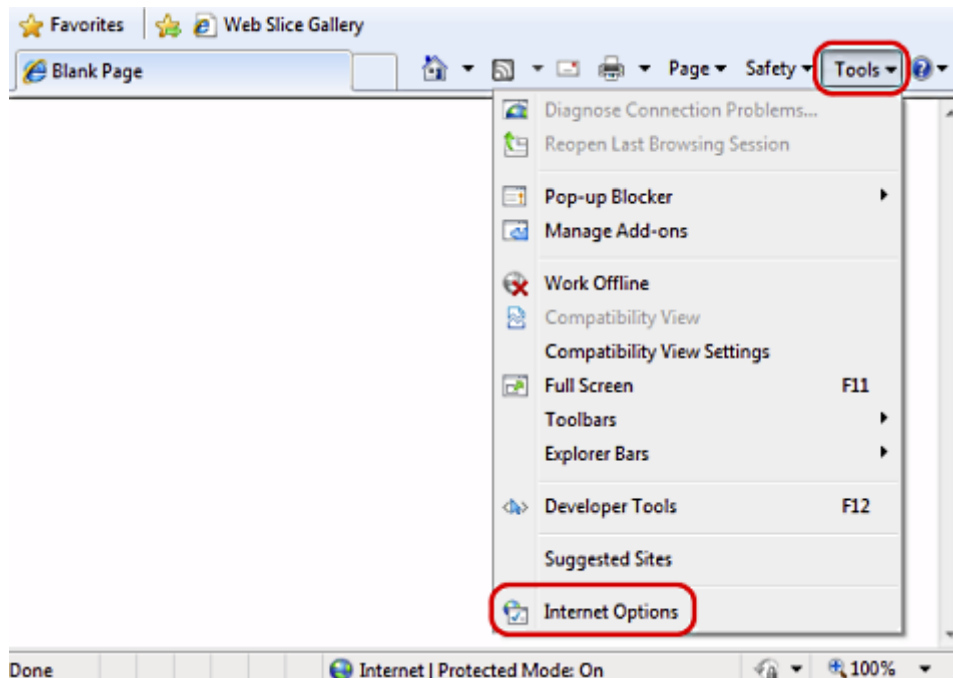 Favorites Web Slice Gallery
Blank Page Page Safety Tools
Diagnose Connection Problems...
Reopen Last Browsing Session
Pop-up Blocker
Manage Add-ons
Work Offline
Compatibility View
Compatibility View Settings
Full Screen F11
Toolbars
Explorer Bars
Developer Tools F12
Suggested Sites
Internet Options
Done Internet | Protected Mode: On 100%